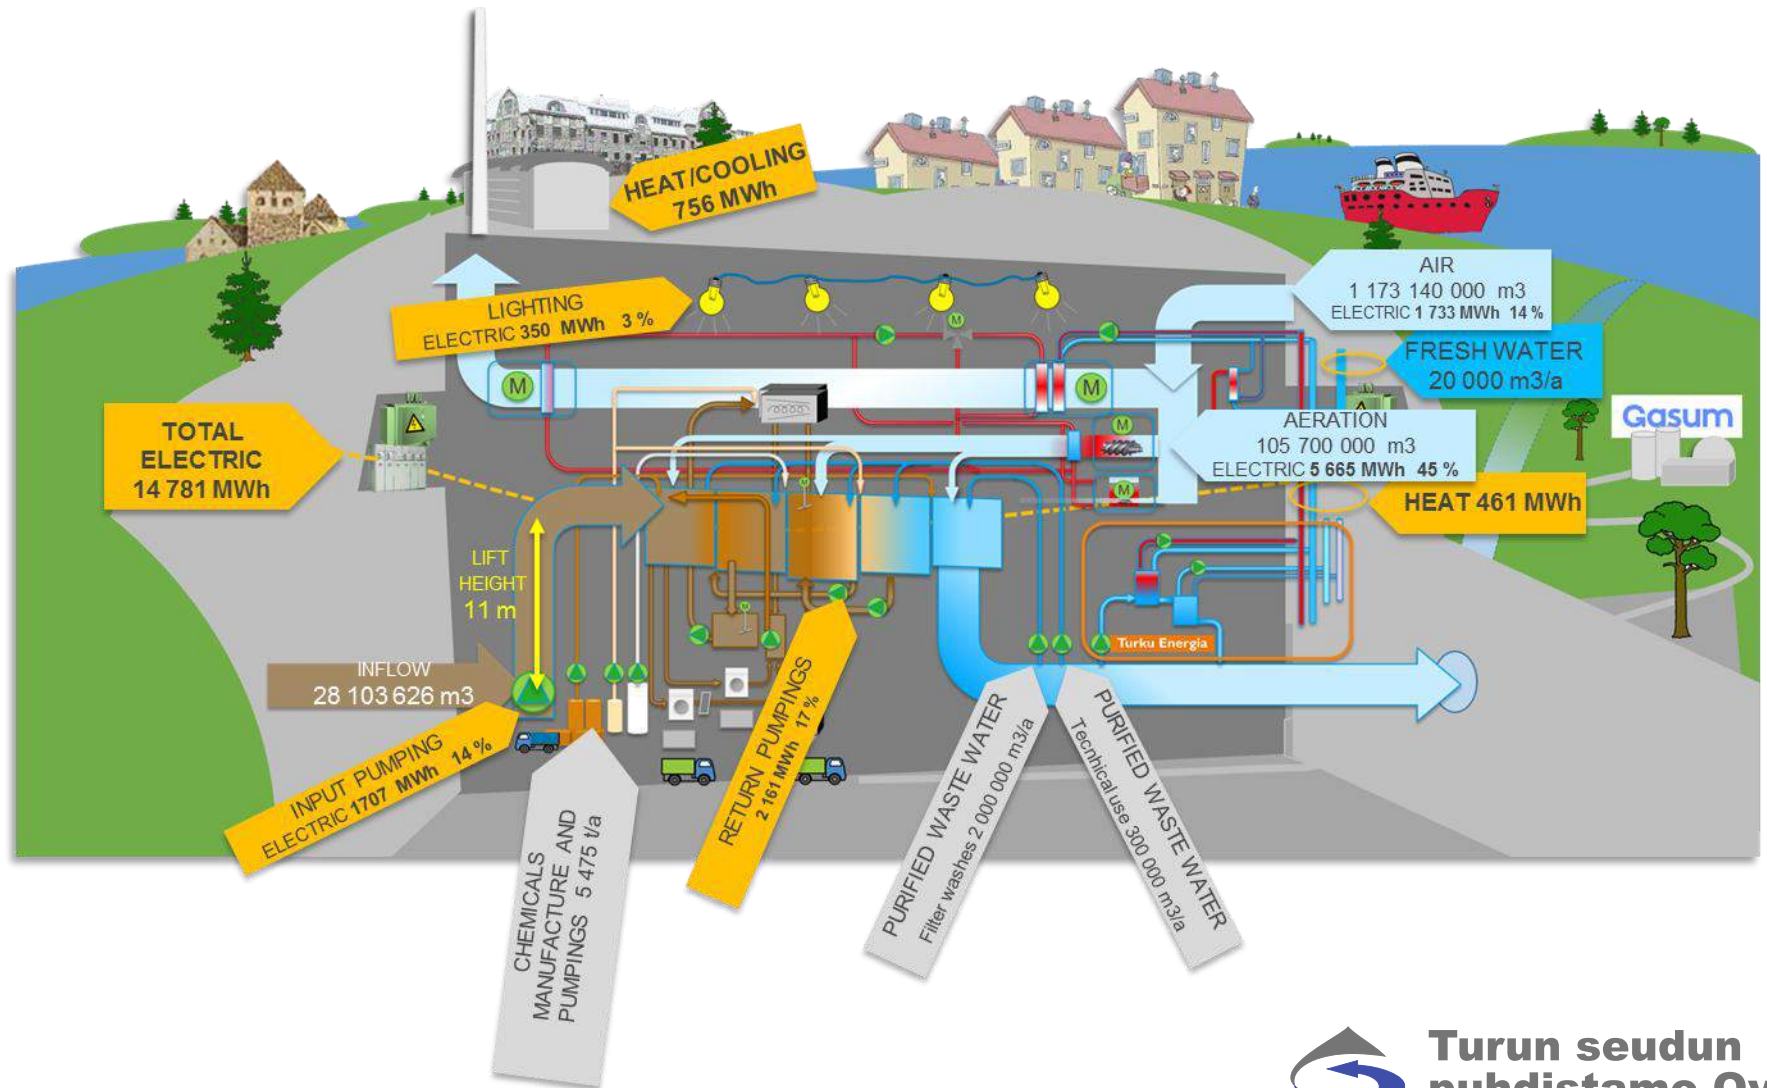 HEAT/COOLING
756 MWh
LIGHTING
ELECTRIC 350 MWh 3 %
AIR
1 173 140 000 m3
ELECTRIC 1 733 MWh 14 %
FRESH WATER
20 000 m3/a
M
M
M
TOTAL
ELECTRIC
14 781 MWh
AERATION
105 700 000 m3
ELECTRIC 5 665 MWh 45 %
M
Gasum
HEAT 461 MWh
M
M
LIFT
HEIGHT
11 m
M
Turku Energia
INFLOW
28 103 626 m3
INPUT PUMPING
ELECTRIC 1707 MWh 14 %
CHEMICALS
MANUFACTURE AND
PUMPINGS 5 475 t/a
RETURN PUMPINGS
2 161 MWh 17 %
PURIFIED WASTE WATER
Filter washes 2 000 000 m3/a
PURIFIED WASTE WATER
Tecnhical use 300 000 m3/a
Turun seudun
puhdistamo Oy